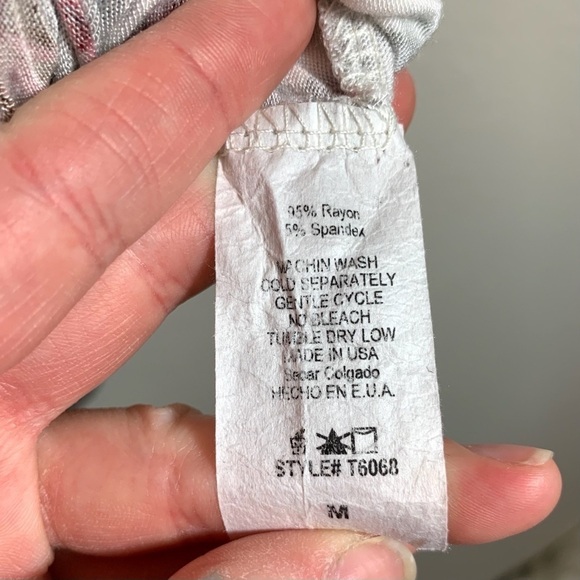 95% Rayon
5% Spandex
MACHIN WASH
COLD SEPARATELY
GENTLE CYCLE
NO BLEACH
TUMBLE DRY LOW
MADE IN USA
Secar Colgado
HECHO EN E.U.A.
STYLE# T6068
M